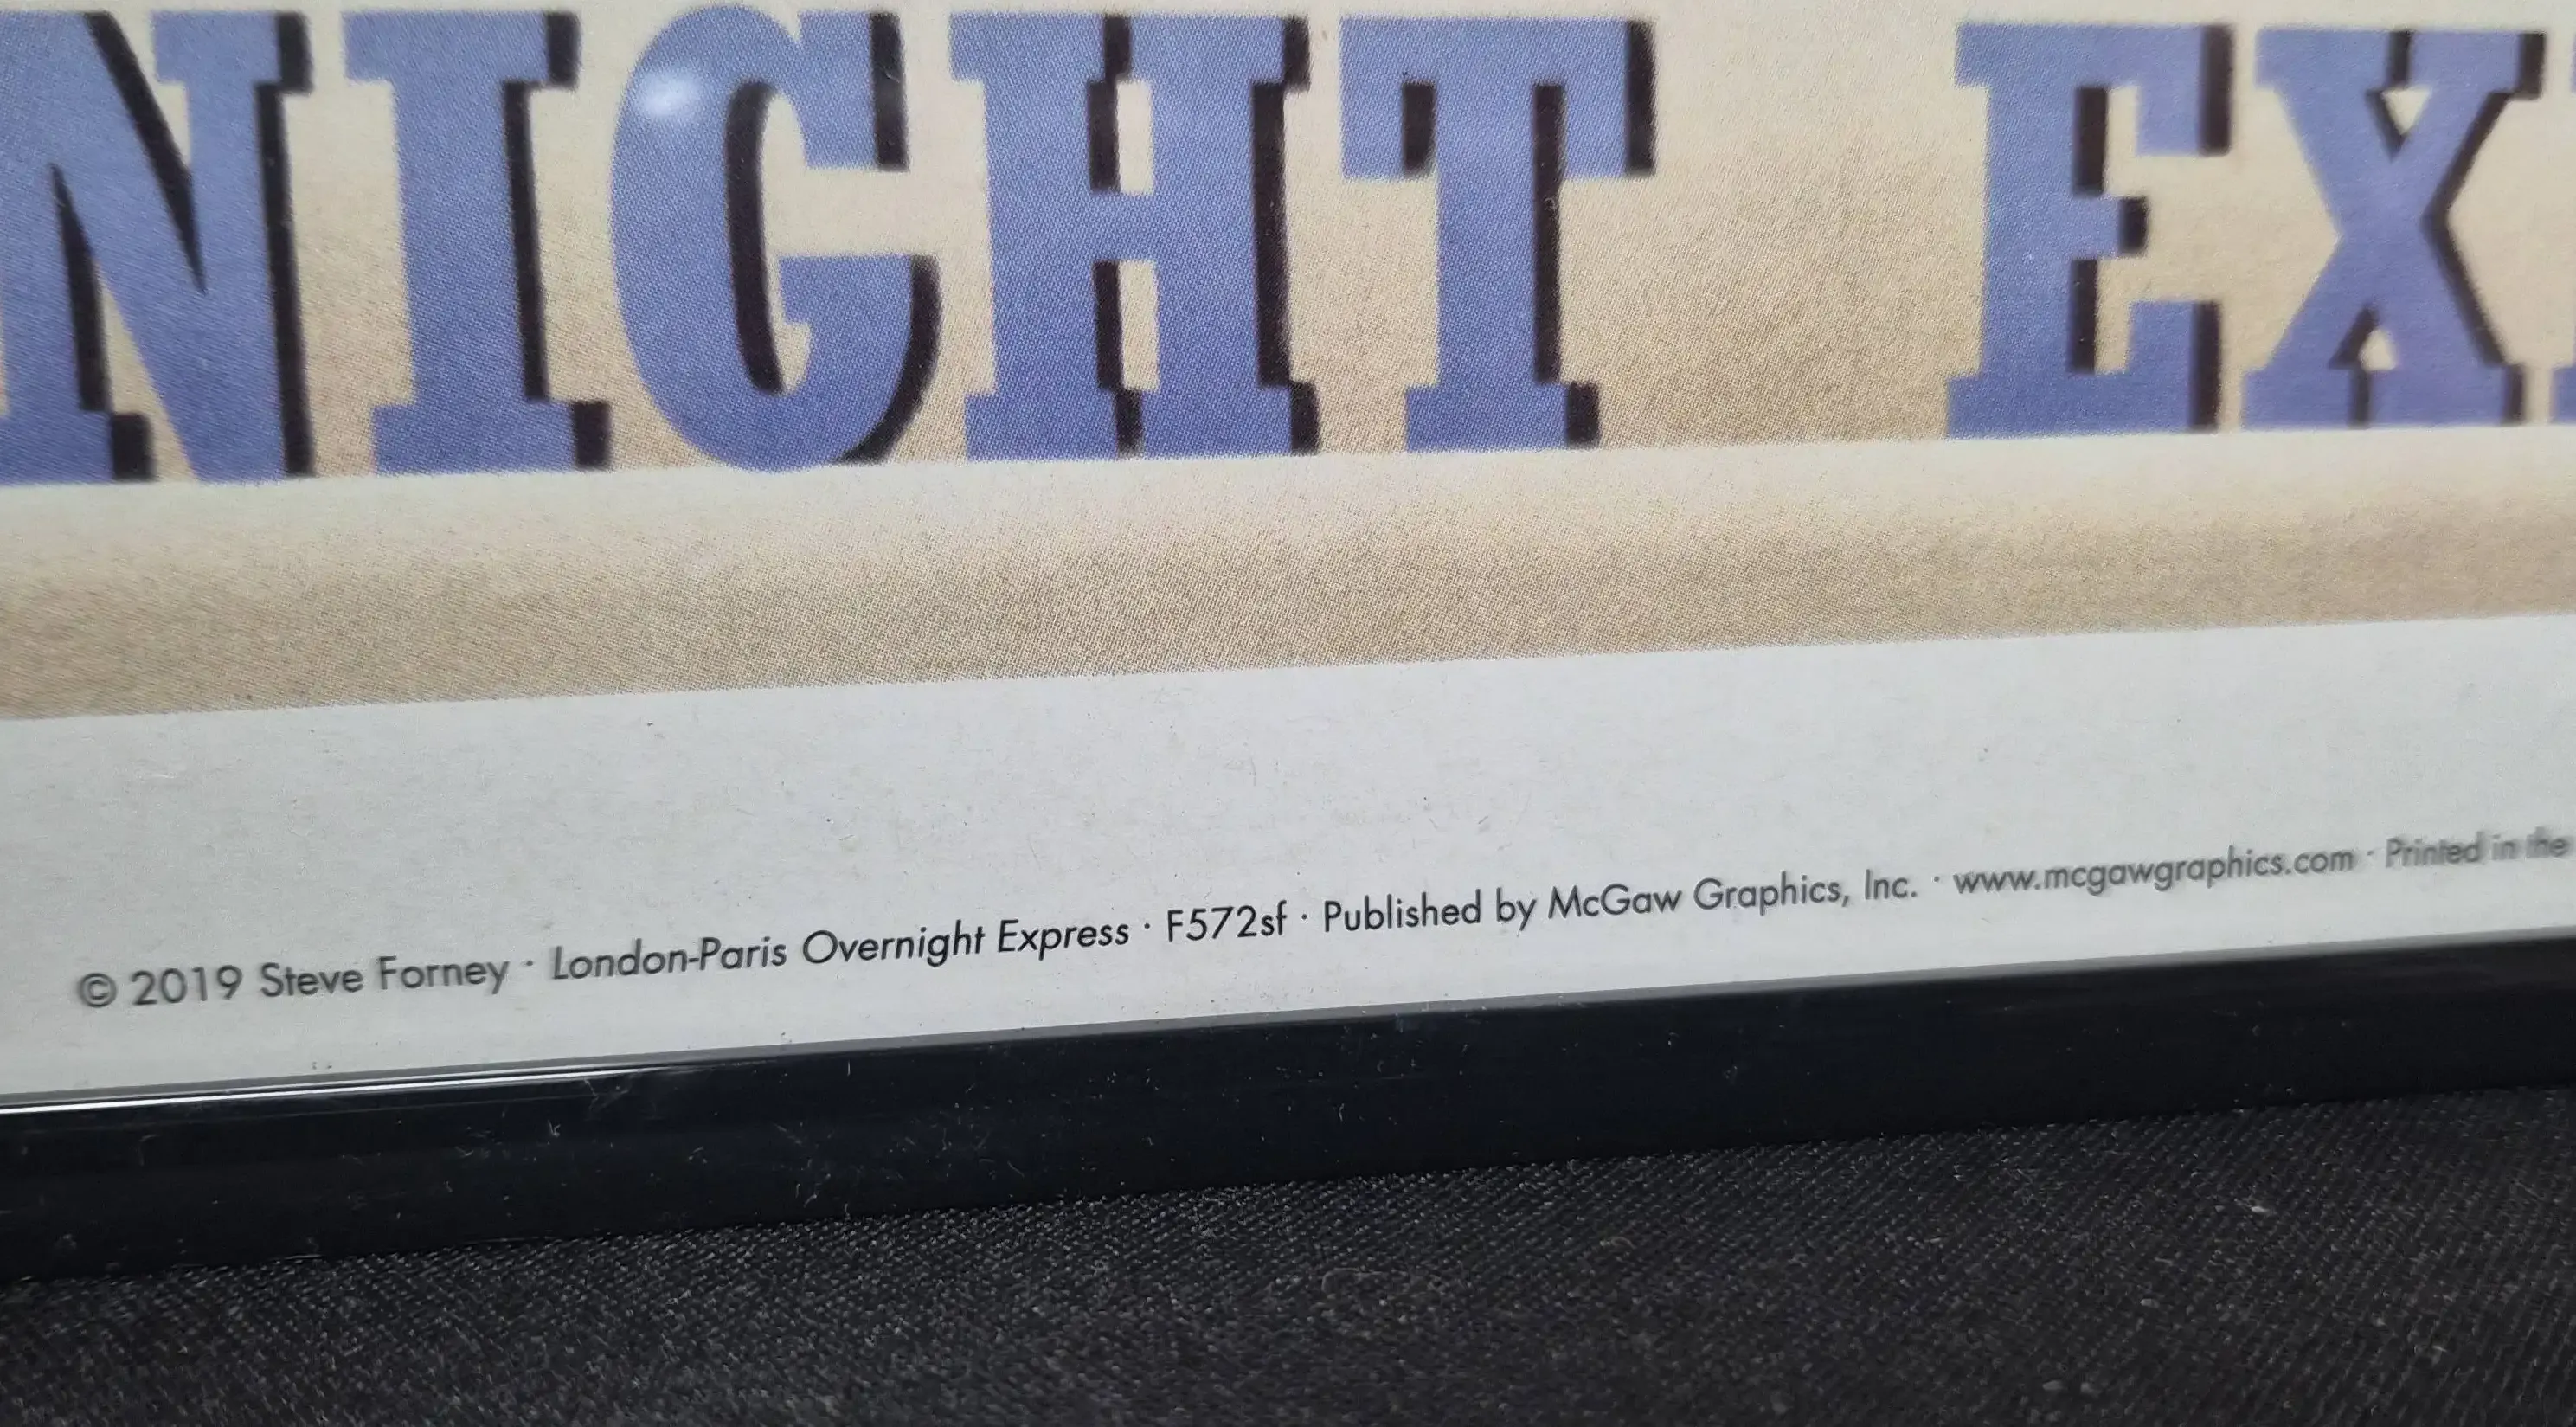 NIGHT EX
© 2019 Steve Forney · London-Paris Overnight Express · F572sf · Published by McGaw Graphics, Inc. · www.mcgawgraphics.com · Printed in the